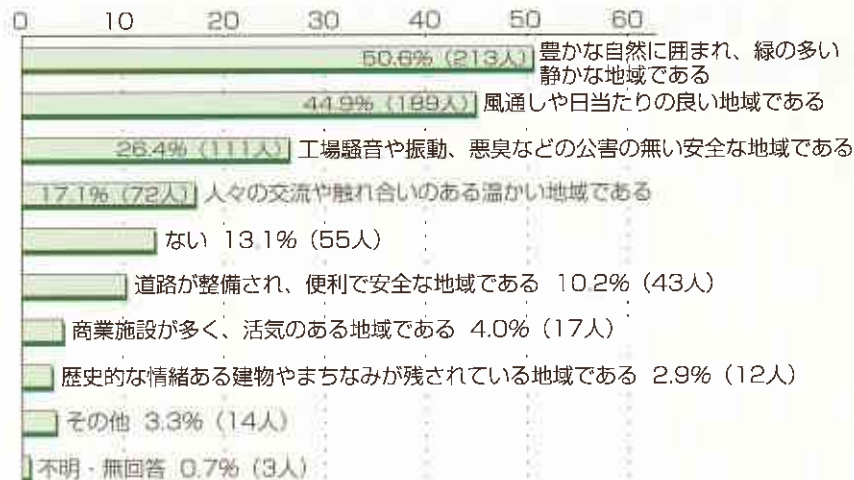 0 10 20 30 40 50 60
50.6% (213人) 豊かな自然に囲まれ、緑の多い
静かな地域である
44.9% (189人) 風通しや日当たりの良い地域である
26.4% (111人) 工場騒音や振動、悪臭などの公害の無い安全な地域である
17.1% (72人) 人々の交流や触れ合いのある温かい地域である
ない 13.1% (55人)
道路が整備され、便利で安全な地域である 10.2% (43人)
商業施設が多く、活気のある地域である 4.0% (17人)
歴史的な情緒ある建物やまちなみが残されている地域である 2.9% (12人)
その他 3.3% (14人)
不明・無回答 0.7% (3人)